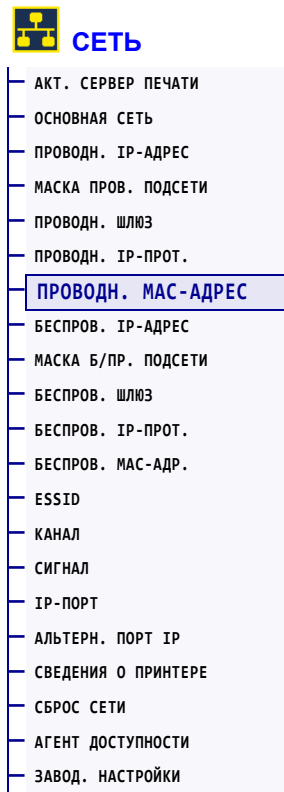 СЕТЬ
АКТ. СЕРВЕР ПЕЧАТИ
ОСНОВНАЯ СЕТЬ
ПРОВОДН. IP-АДРЕС
МАСКА ПРОВ. ПОДСЕТИ
ПРОВОДН. ШЛЮЗ
ПРОВОДН. IP-ПРОТ.
ПРОВОДН. MAC-АДРЕС
БЕСПРОВ. IP-АДРЕС
МАСКА Б/ПР. ПОДСЕТИ
БЕСПРОВ. ШЛЮЗ
БЕСПРОВ. IP-ПРОТ.
БЕСПРОВ. MAC-АДР.
ESSID
КАНАЛ
СИГНАЛ
IP-ПОРТ
АЛЬТЕРН. ПОРТ IP
СВЕДЕНИЯ О ПРИНТЕРЕ
СБРОС СЕТИ
АГЕНТ ДОСТУПНОСТИ
ЗАВОД. НАСТРОЙКИ